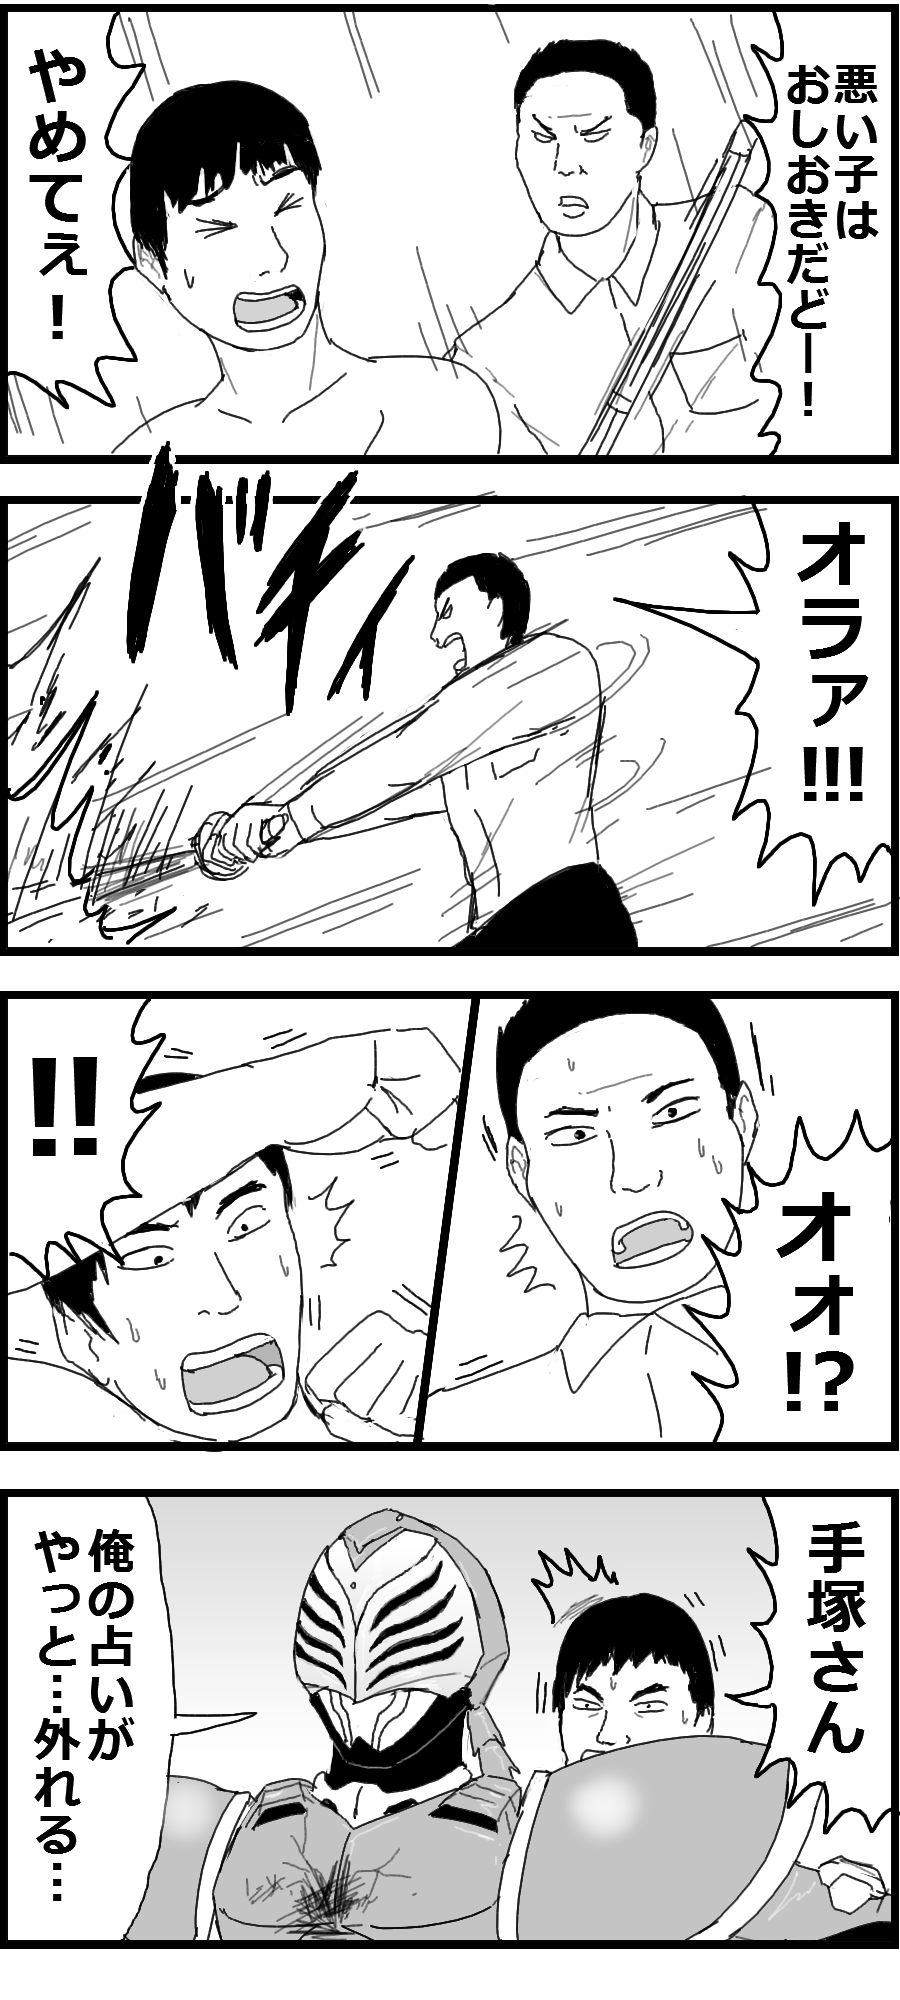 悪い子は
おしおきだどー！
やめてぇ！
オラァ!!!
バチィ
オオ!?
!!
手塚さん
俺の占いが
やっと…外れる…